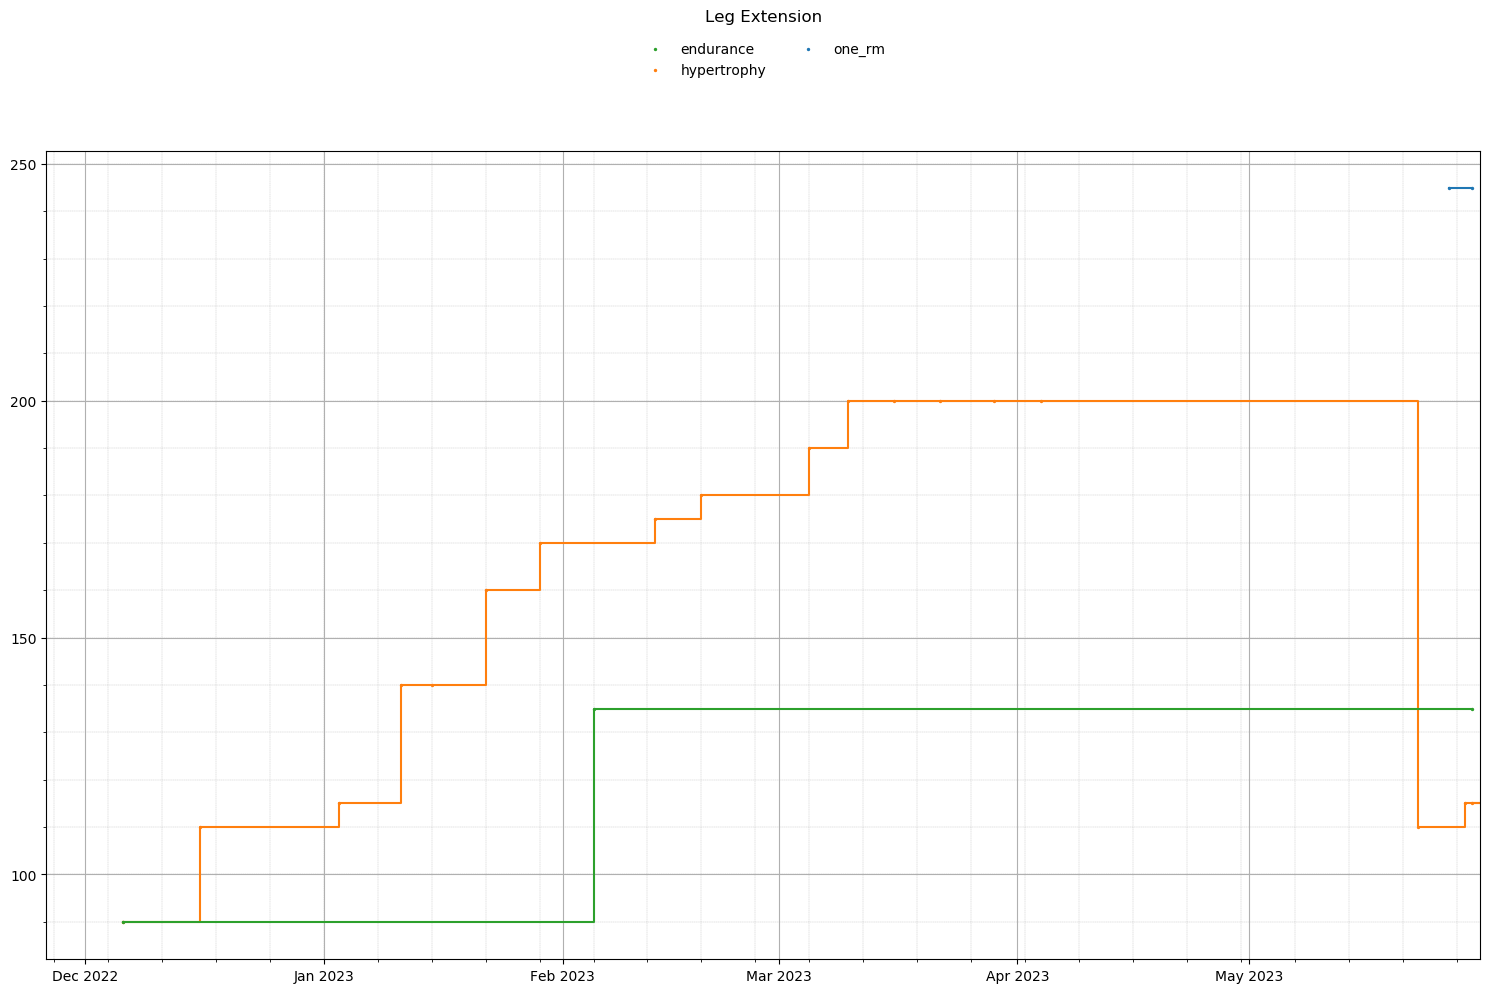 Leg Extension
endurance one_rm
hypertrophy
250
200
150
100
Dec 2022 Jan 2023 Feb 2023 Mar 2023 Apr 2023 May 2023